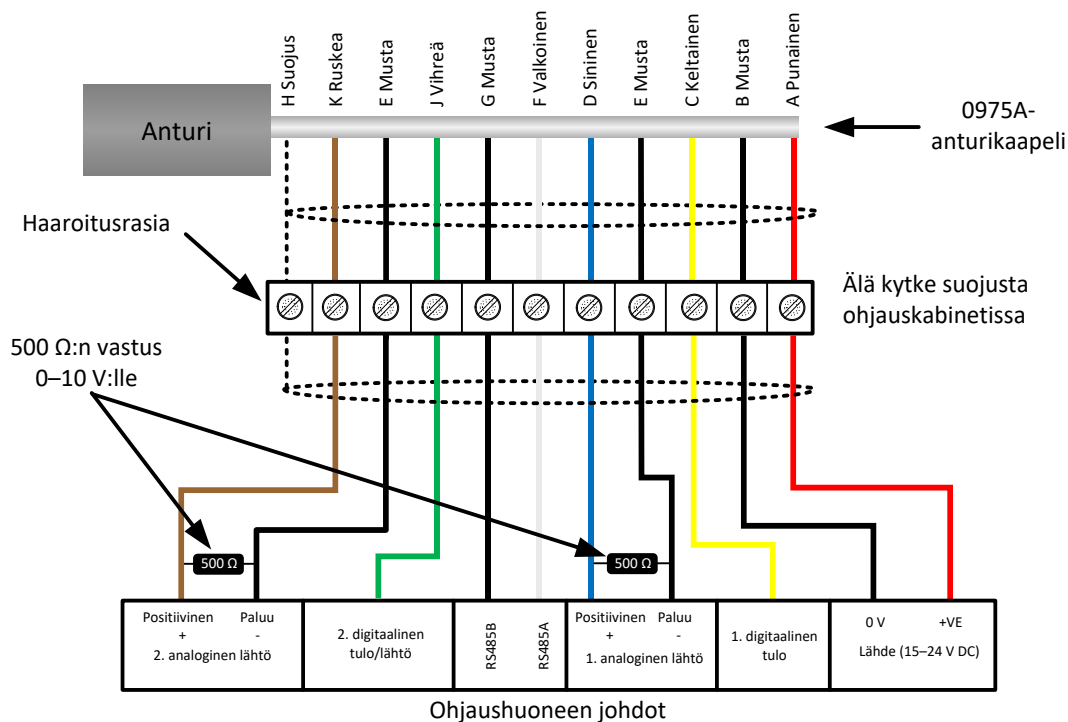 H Suojus
K Ruskea
E Musta
J Vihreä
G Musta
F Valkoinen
D Sininen
E Musta
C Keltainen
B Musta
A Punainen
Anturi
0975A-
anturikaapeli
Haaroitusrasia
Älä kytke suojusta
ohjauskabinetissa
500 Ω:n vastus
0–10 V:lle
500 Ω
500 Ω
Positiivinen
+
Paluu
-
2. analoginen lähtö
2. digitaalinen
tulo/lähtö
RS485B
RS485A
Positiivinen
+
Paluu
-
1. analoginen lähtö
1. digitaalinen
tulo
0 V
+VE
Lähde (15–24 V DC)
Ohjaushuoneen johdot